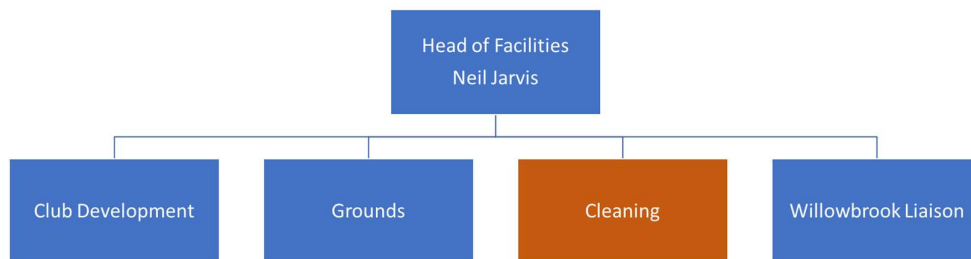 Head of Facilities
Neil Jarvis
Club Development
Grounds
Cleaning
Willowbrook Liaison